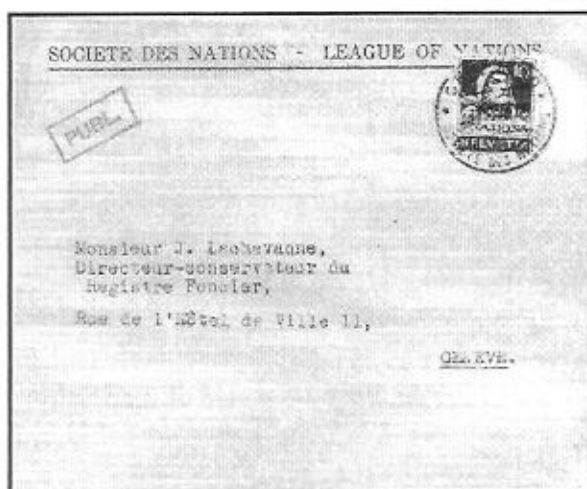 SOCIETE DES NATIONS - LEAGUE OF NATIONS
PUBL.
HELVETIA
Monsieur J. Lachavanne,
Directeur-conservateur du
Registre Foncier,
Rue de l'Hôtel de Ville 11,
GENEVE.